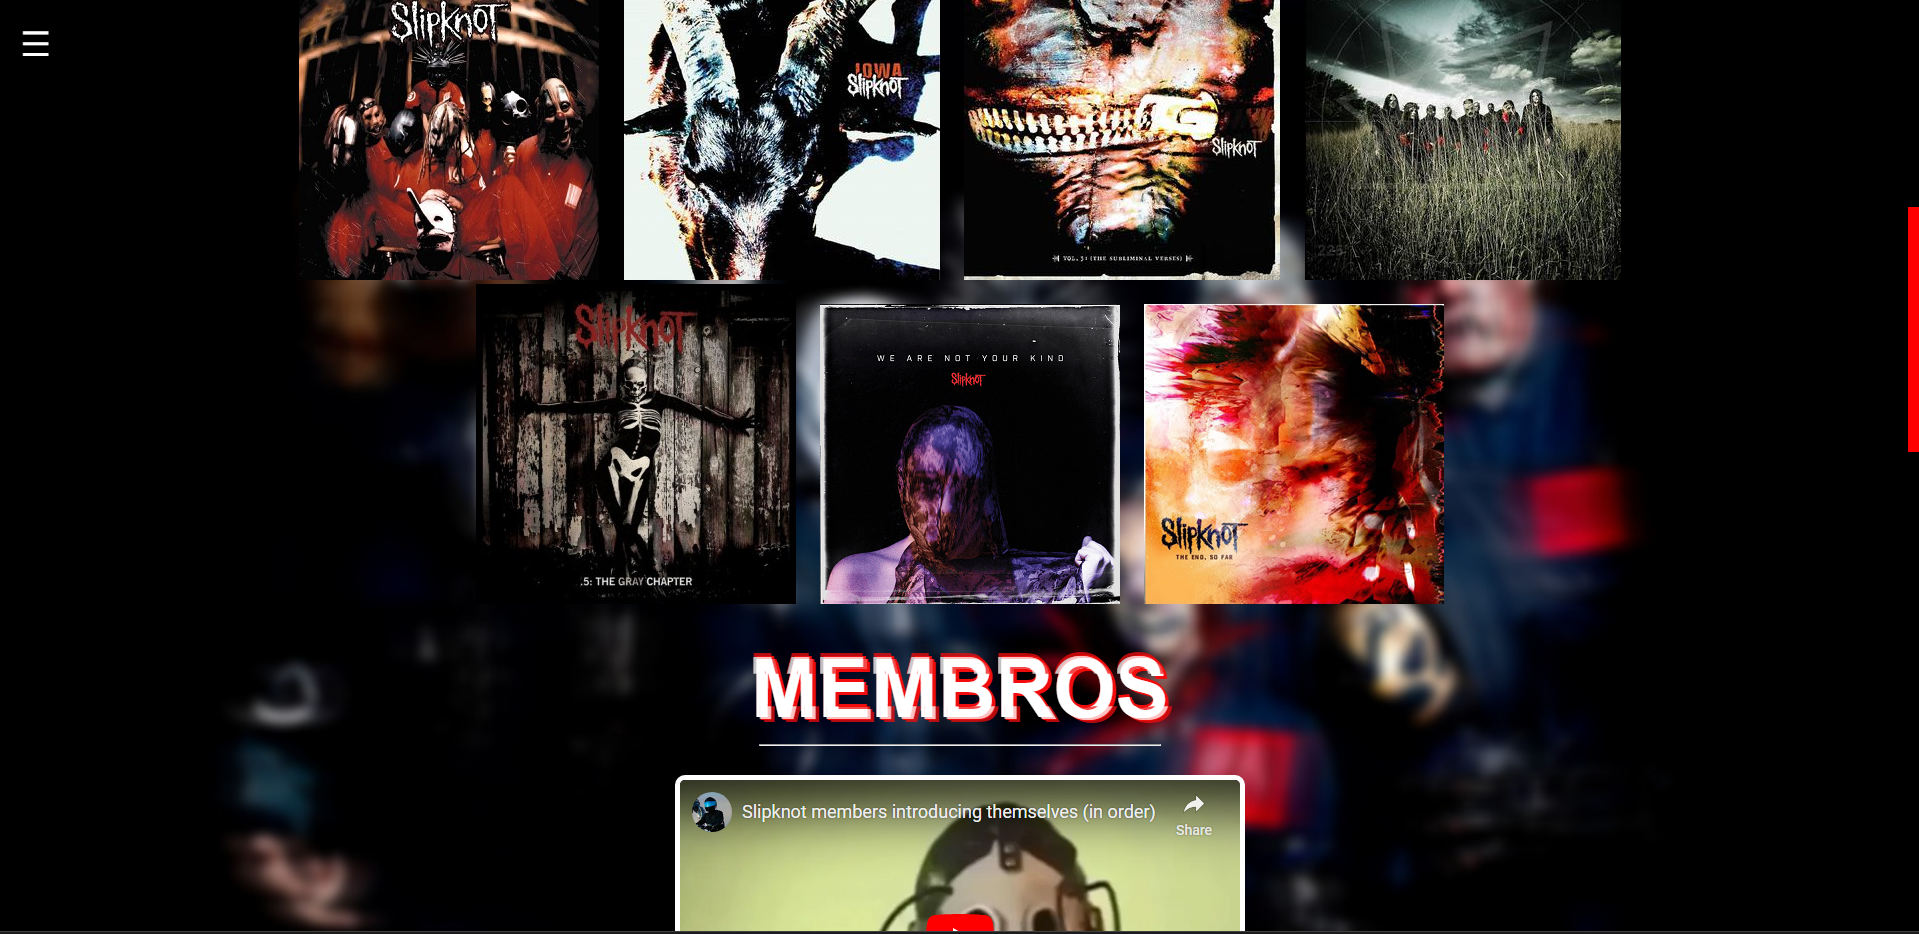 SlipknoT
IOWA
Slipknot
Slipknot
VOL. 3: (THE SUBLIMINAL VERSES)
SlipknoT
.5: THE GRAY CHAPTER
WE ARE NOT YOUR KIND
SlipknoT
SlipknoT
THE END, SO FAR
MEMBROS
Slipknot members introducing themselves (in order)
Share